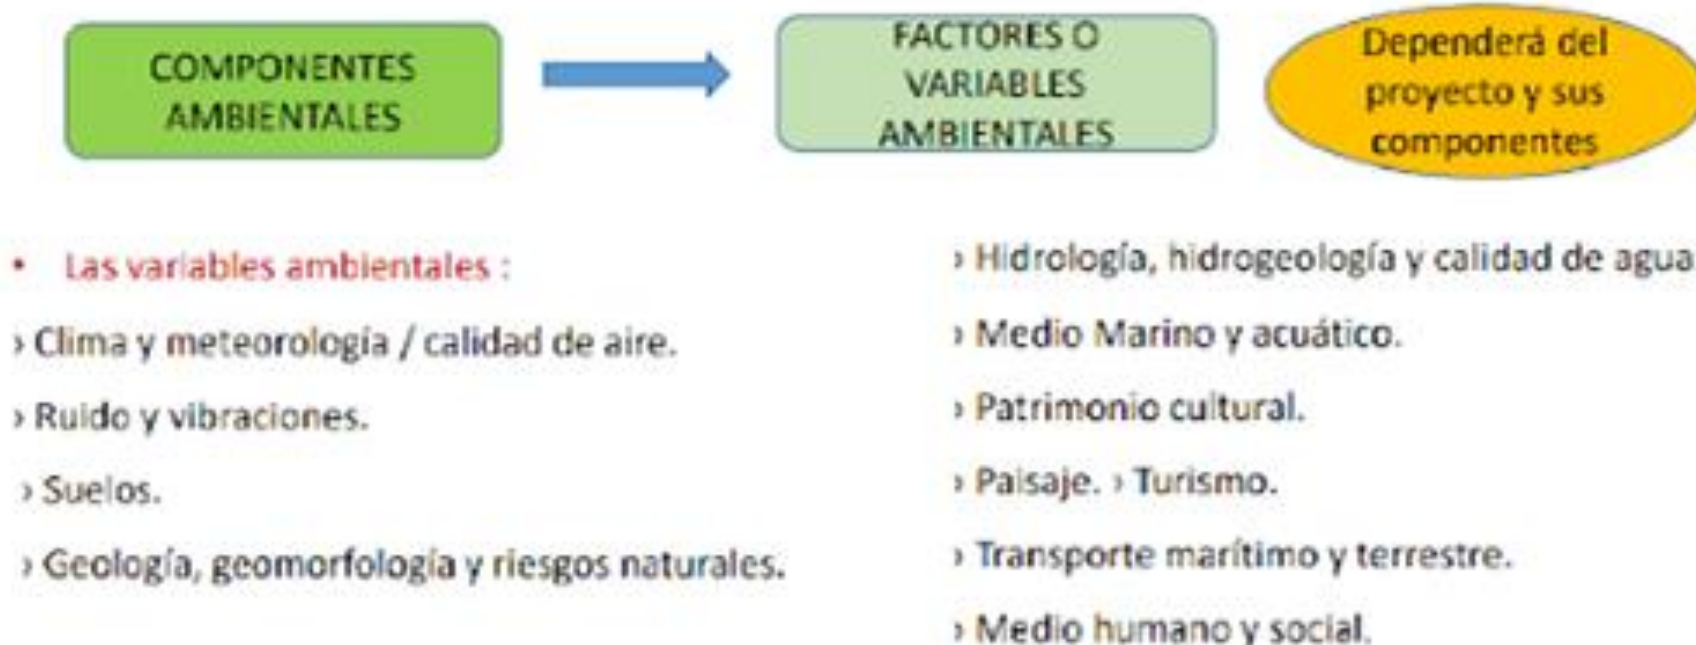 COMPONENTES
AMBIENTALES
FACTORES O
VARIABLES
AMBIENTALES
Dependerá del
proyecto y sus
componentes
• Las variables ambientales :
› Clima y meteorología / calidad de aire.
› Ruido y vibraciones.
› Suelos.
› Geología, geomorfología y riesgos naturales.
› Hidrología, hidrogeología y calidad de agua
› Medio Marino y acuático.
› Patrimonio cultural.
› Paisaje. › Turismo.
› Transporte marítimo y terrestre.
› Medio humano y social.